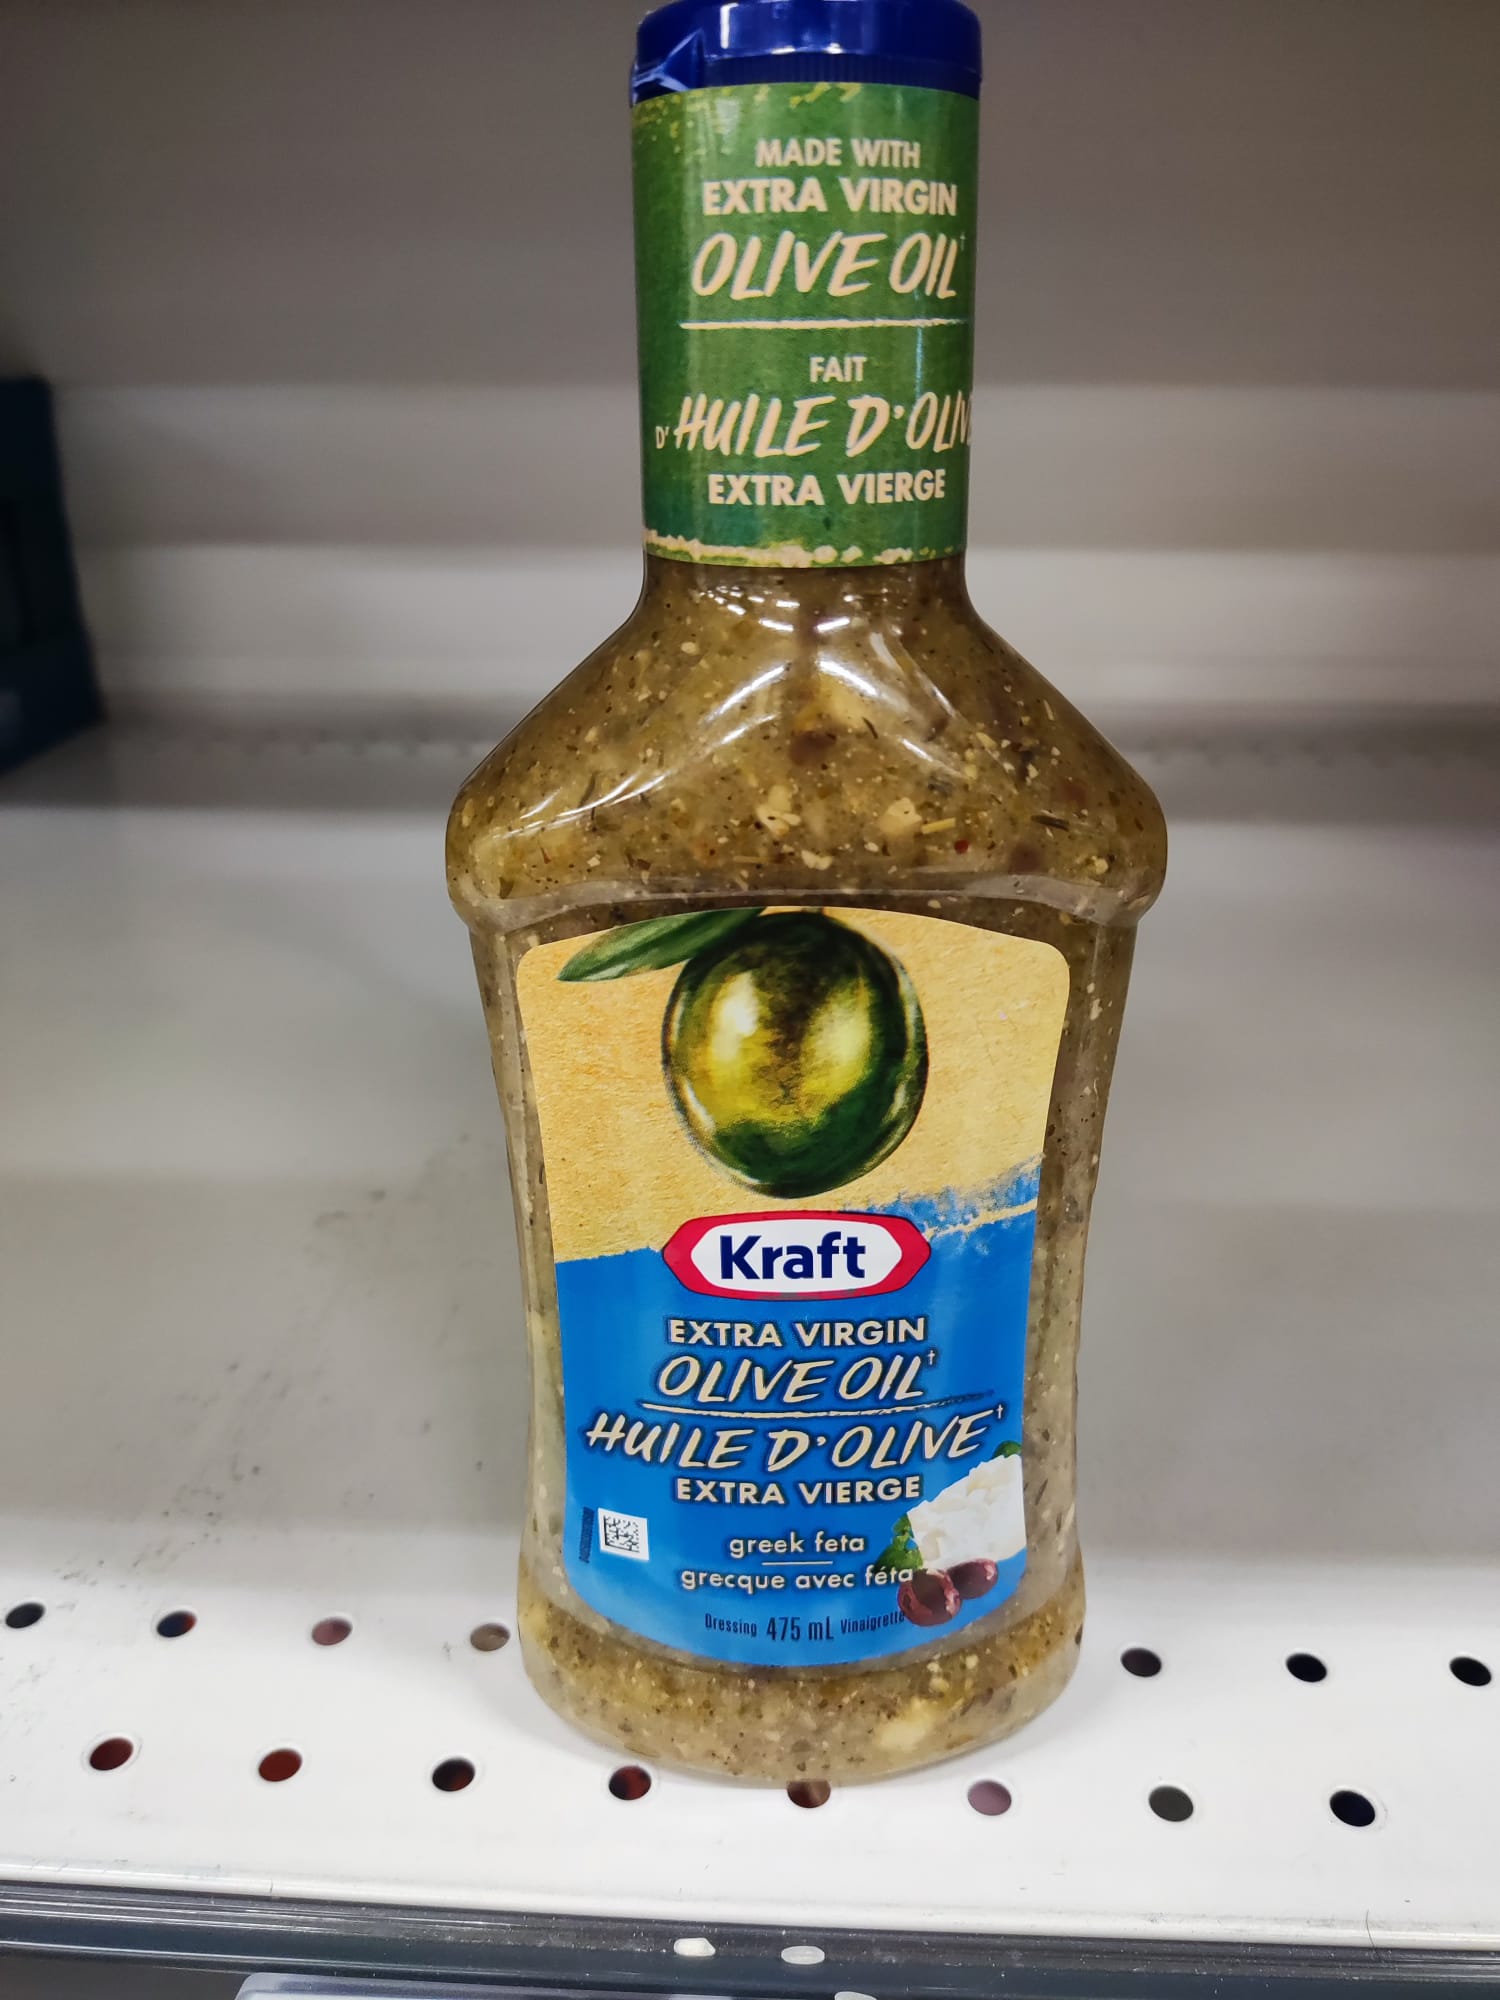 MADE WITH
EXTRA VIRGIN
OLIVE OIL†
FAIT
D' HUILE D'OLIV
EXTRA VIERGE
Kraft
EXTRA VIRGIN
OLIVE OIL†
HUILE D'OLIVE†
EXTRA VIERGE
greek feta
grecque avec féta
Dressing 475 mL Vinaigrette